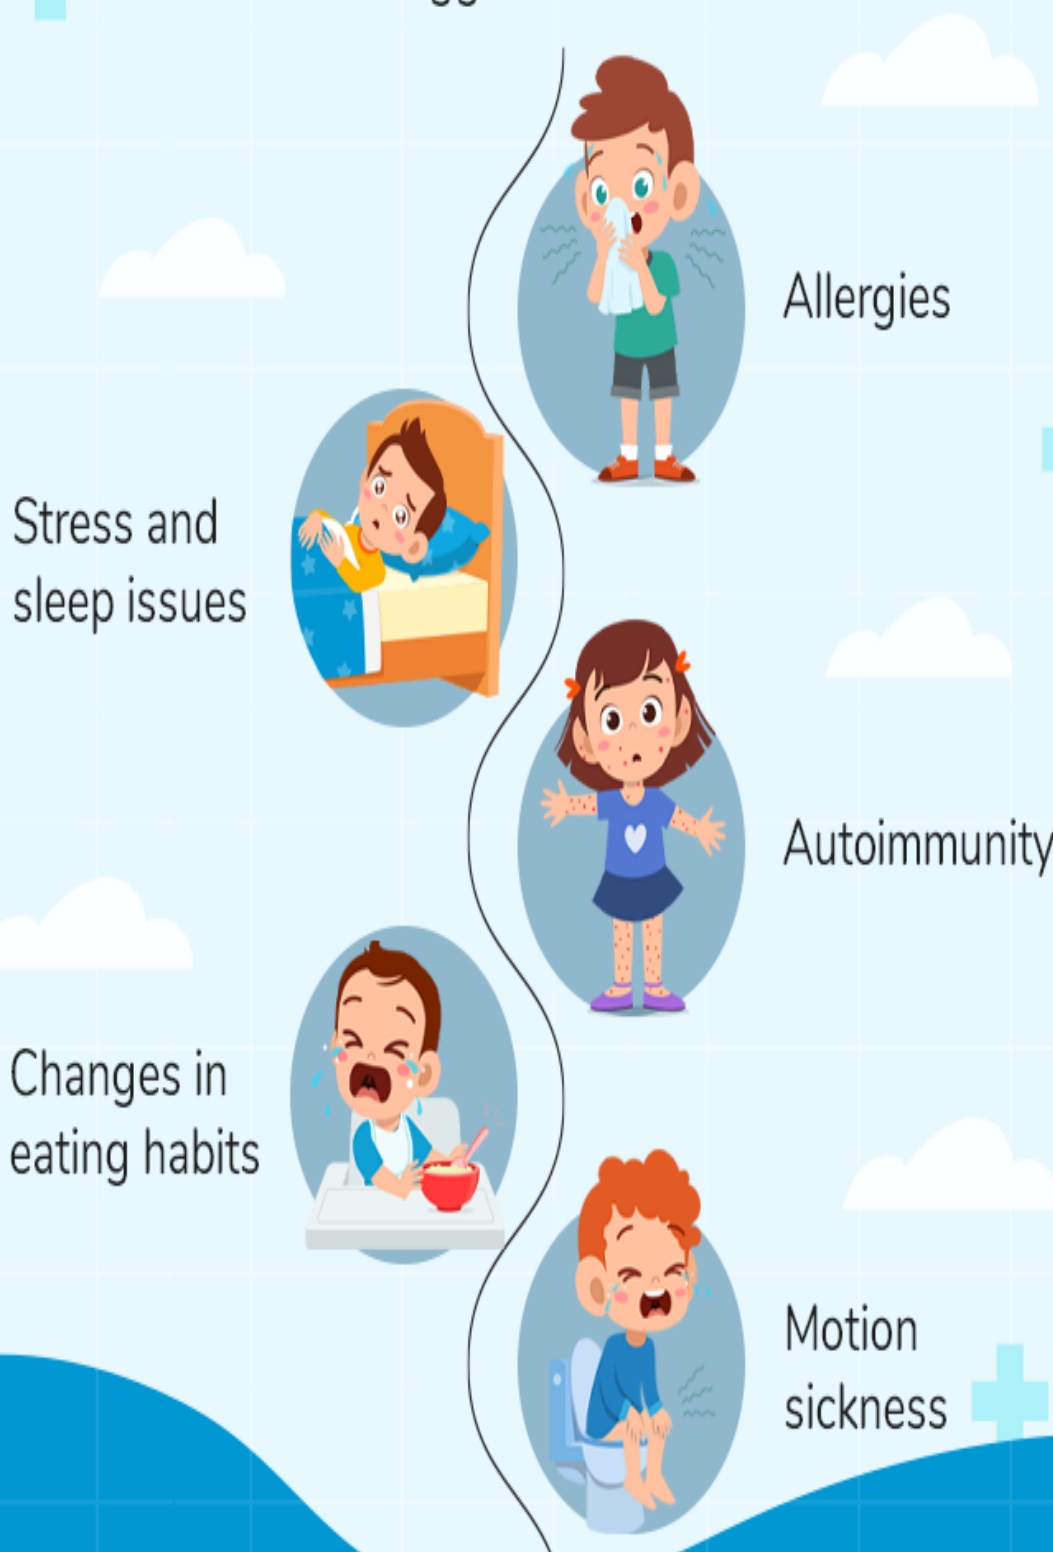 Allergies
Stress and
sleep issues
Autoimmunity
Changes in
eating habits
Motion
sickness